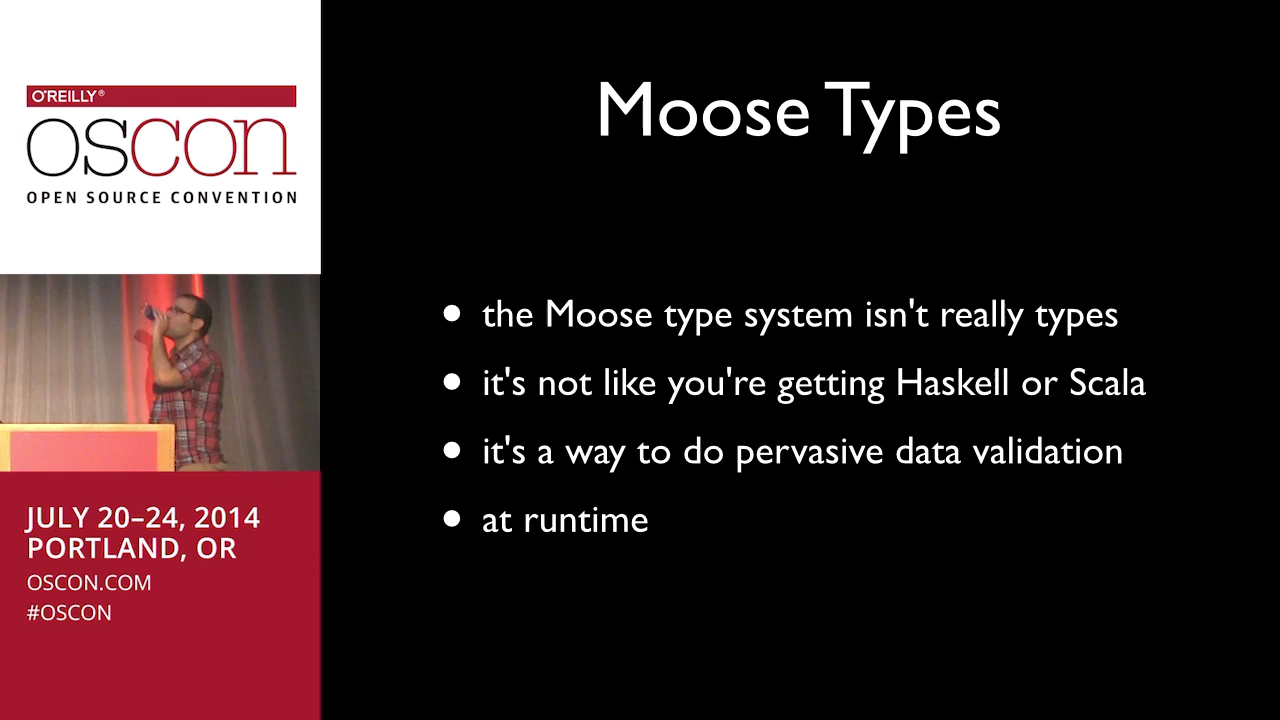 O'REILLY®
OSCON
OPEN SOURCE CONVENTION
JULY 20–24, 2014
PORTLAND, OR
OSCON.COM
#OSCON
Moose Types
• the Moose type system isn't really types
• it's not like you're getting Haskell or Scala
• it's a way to do pervasive data validation
• at runtime